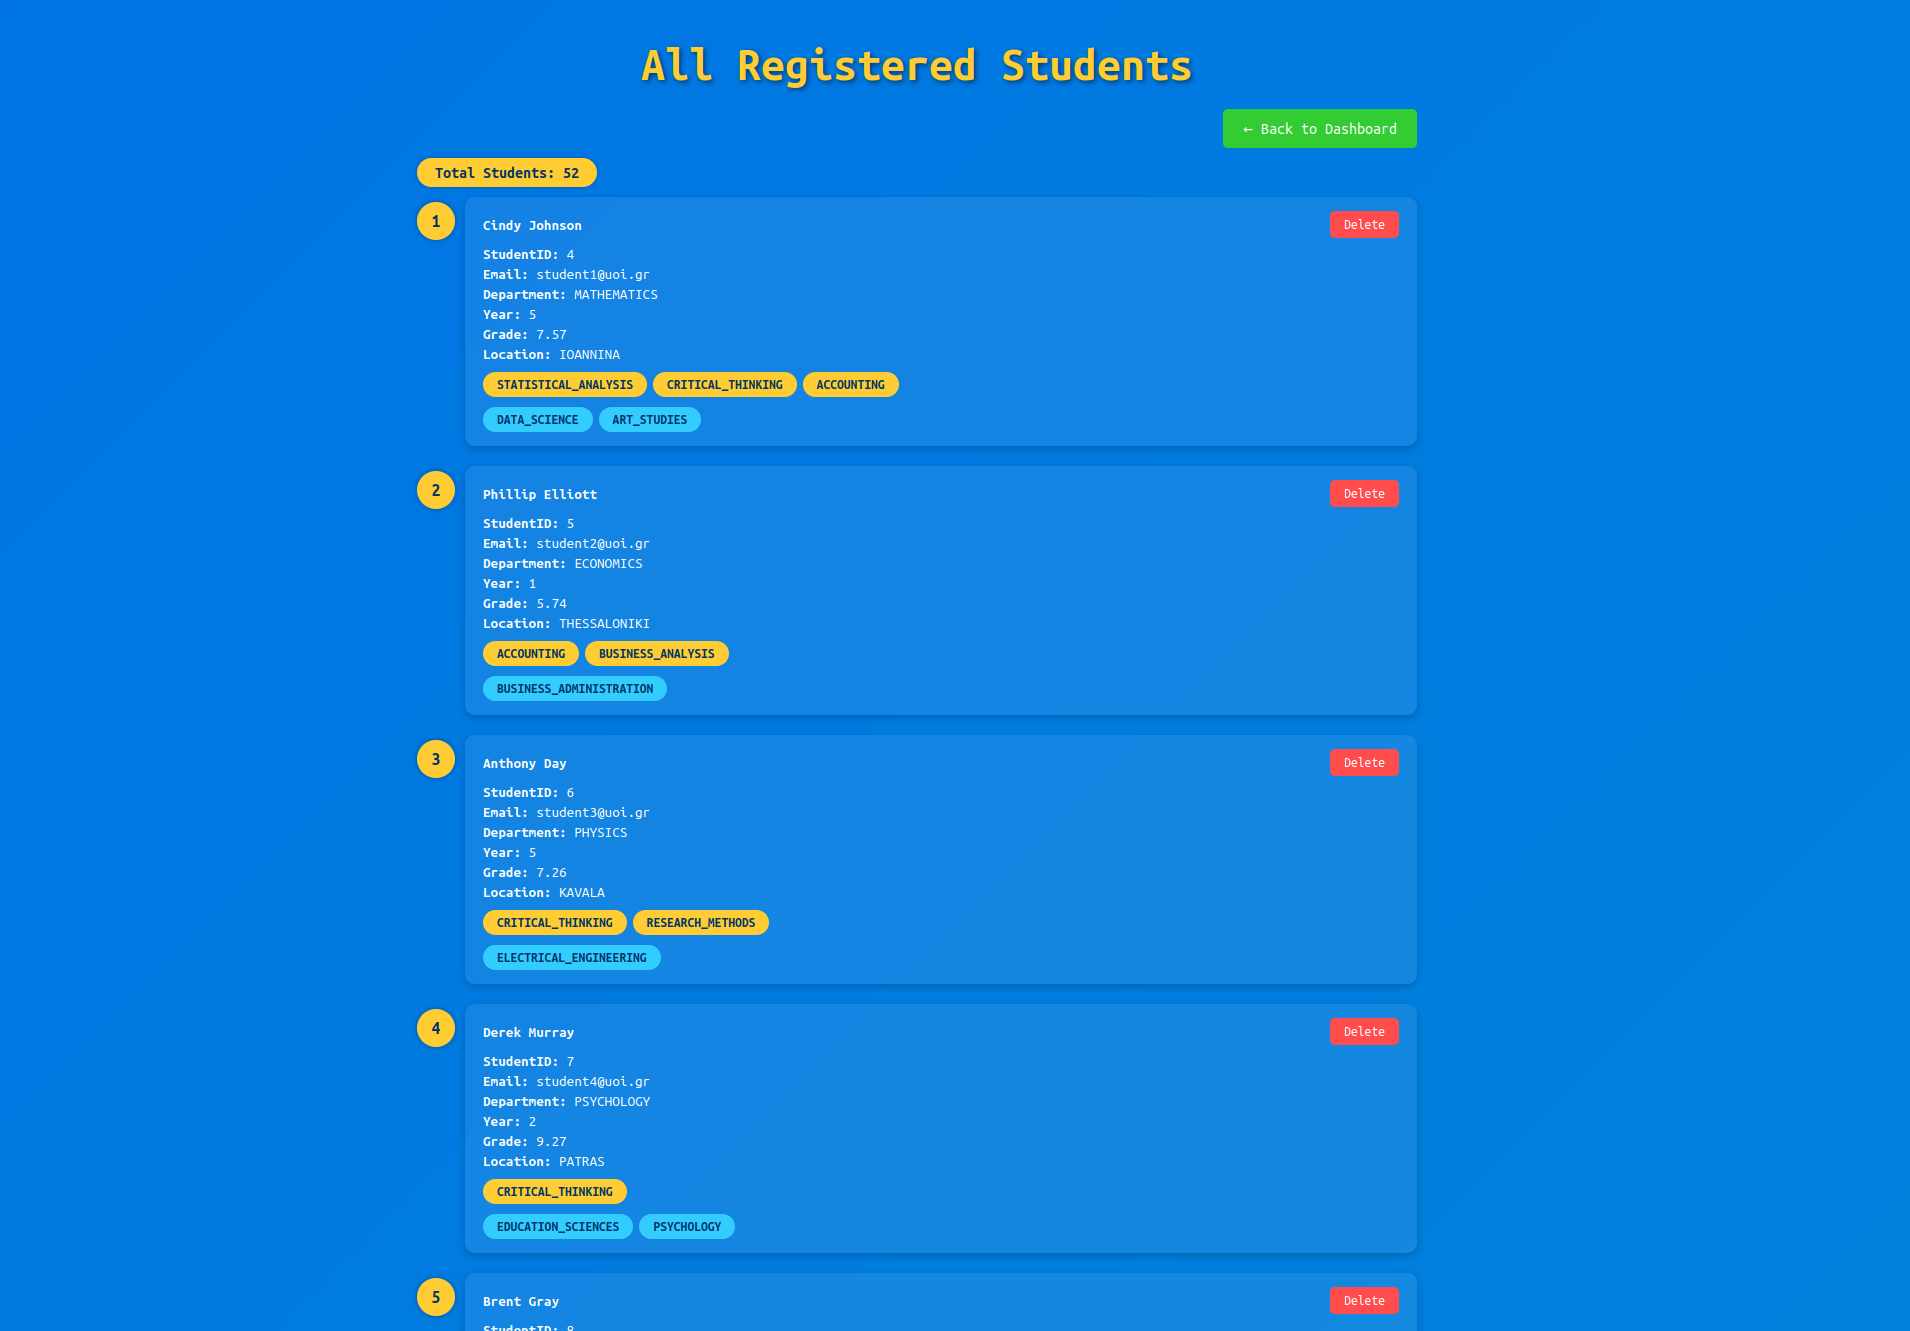 All Registered Students
← Back to Dashboard
Total Students: 52
1
Cindy Johnson
Delete
StudentID: 4
Email: student1@uoi.gr
Department: MATHEMATICS
Year: 5
Grade: 7.57
Location: IOANNINA
STATISTICAL_ANALYSIS CRITICAL_THINKING ACCOUNTING
DATA_SCIENCE ART_STUDIES
2
Phillip Elliott
Delete
StudentID: 5
Email: student2@uoi.gr
Department: ECONOMICS
Year: 1
Grade: 5.74
Location: THESSALONIKI
ACCOUNTING BUSINESS_ANALYSIS
BUSINESS_ADMINISTRATION
3
Anthony Day
Delete
StudentID: 6
Email: student3@uoi.gr
Department: PHYSICS
Year: 5
Grade: 7.26
Location: KAVALA
CRITICAL_THINKING RESEARCH_METHODS
ELECTRICAL_ENGINEERING
4
Derek Murray
Delete
StudentID: 7
Email: student4@uoi.gr
Department: PSYCHOLOGY
Year: 2
Grade: 9.27
Location: PATRAS
CRITICAL_THINKING
EDUCATION_SCIENCES PSYCHOLOGY
5
Brent Gray
Delete
StudentID: 8